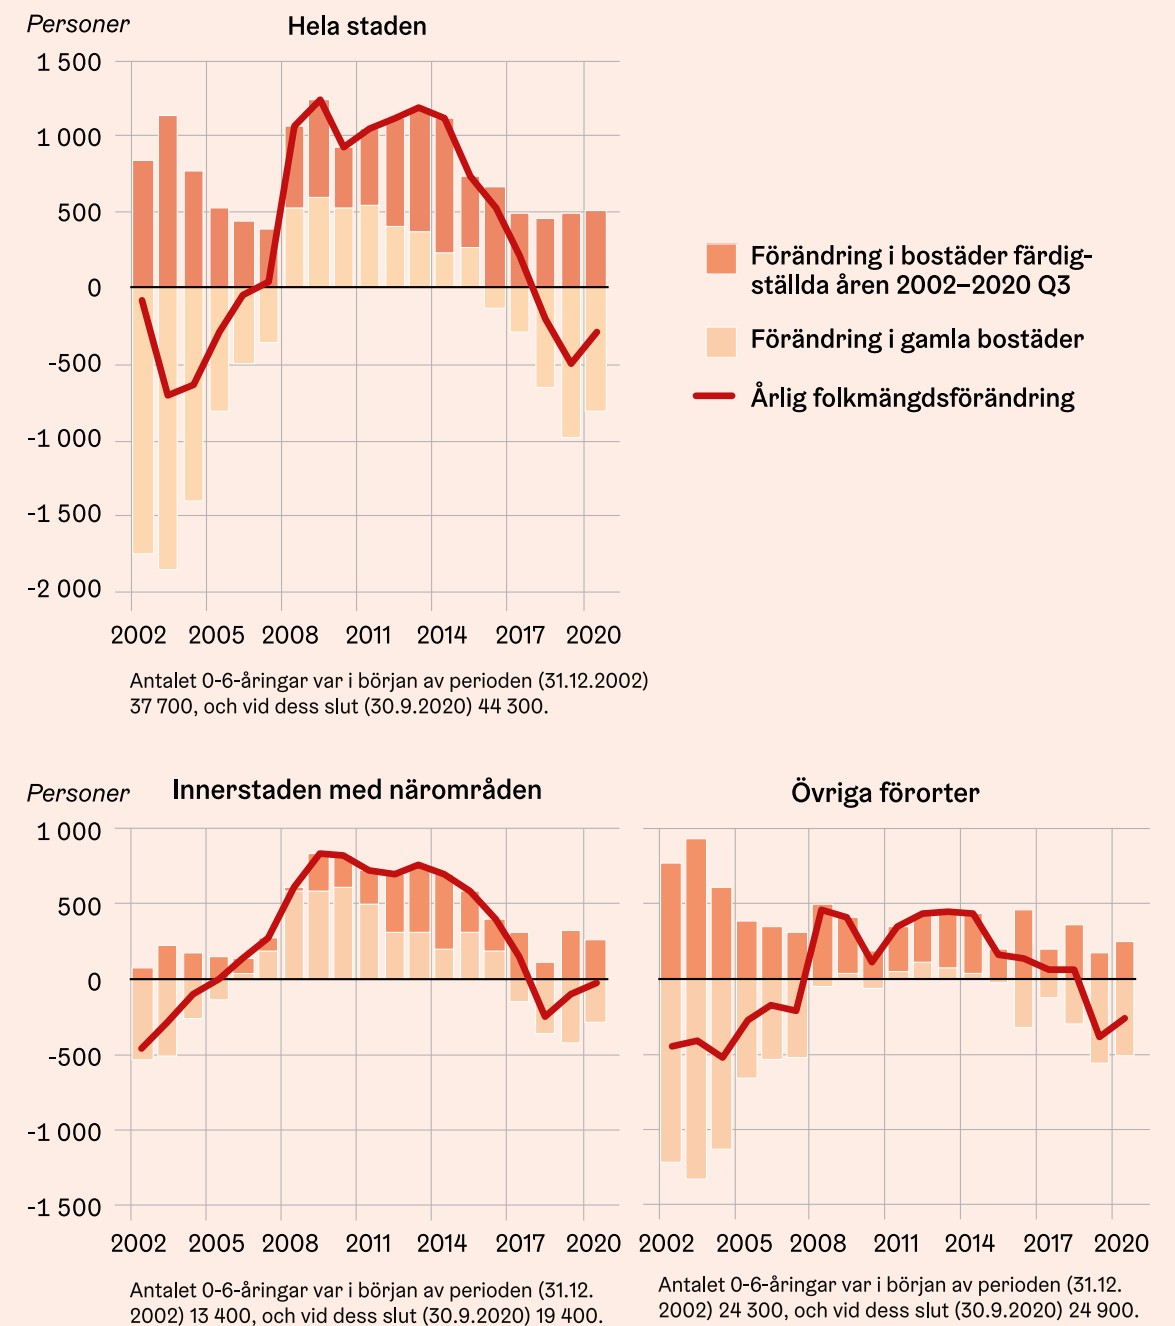 Personer
Hela staden
1 500
1 000
500
0
-500
-1 000
-1 500
-2 000
2002 2005 2008 2011 2014 2017 2020
Förändring i bostäder färdig-
ställda åren 2002–2020 Q3
Förändring i gamla bostäder
Årlig folkmängdsförändring
Antalet 0-6-åringar var i början av perioden (31.12.2002)
37 700, och vid dess slut (30.9.2020) 44 300.
Personer
Innerstaden med närområden
1 000
500
0
-500
-1 000
-1 500
2002 2005 2008 2011 2014 2017 2020
Antalet 0-6-åringar var i början av perioden (31.12.
2002) 13 400, och vid dess slut (30.9.2020) 19 400.
Övriga förorter
2002 2005 2008 2011 2014 2017 2020
Antalet 0-6-åringar var i början av perioden (31.12.
2002) 24 300, och vid dess slut (30.9.2020) 24 900.